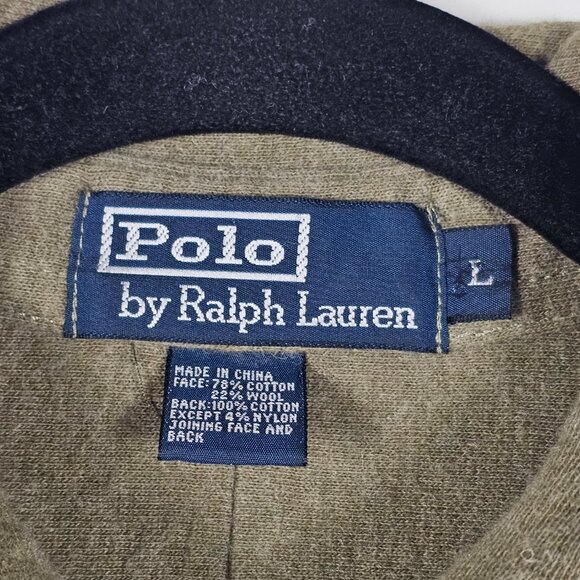 Polo
by Ralph Lauren
L
MADE IN CHINA
FACE: 78% COTTON
22% WOOL
BACK: 100% COTTON
EXCEPT 4% NYLON
JOINING FACE AND
BACK